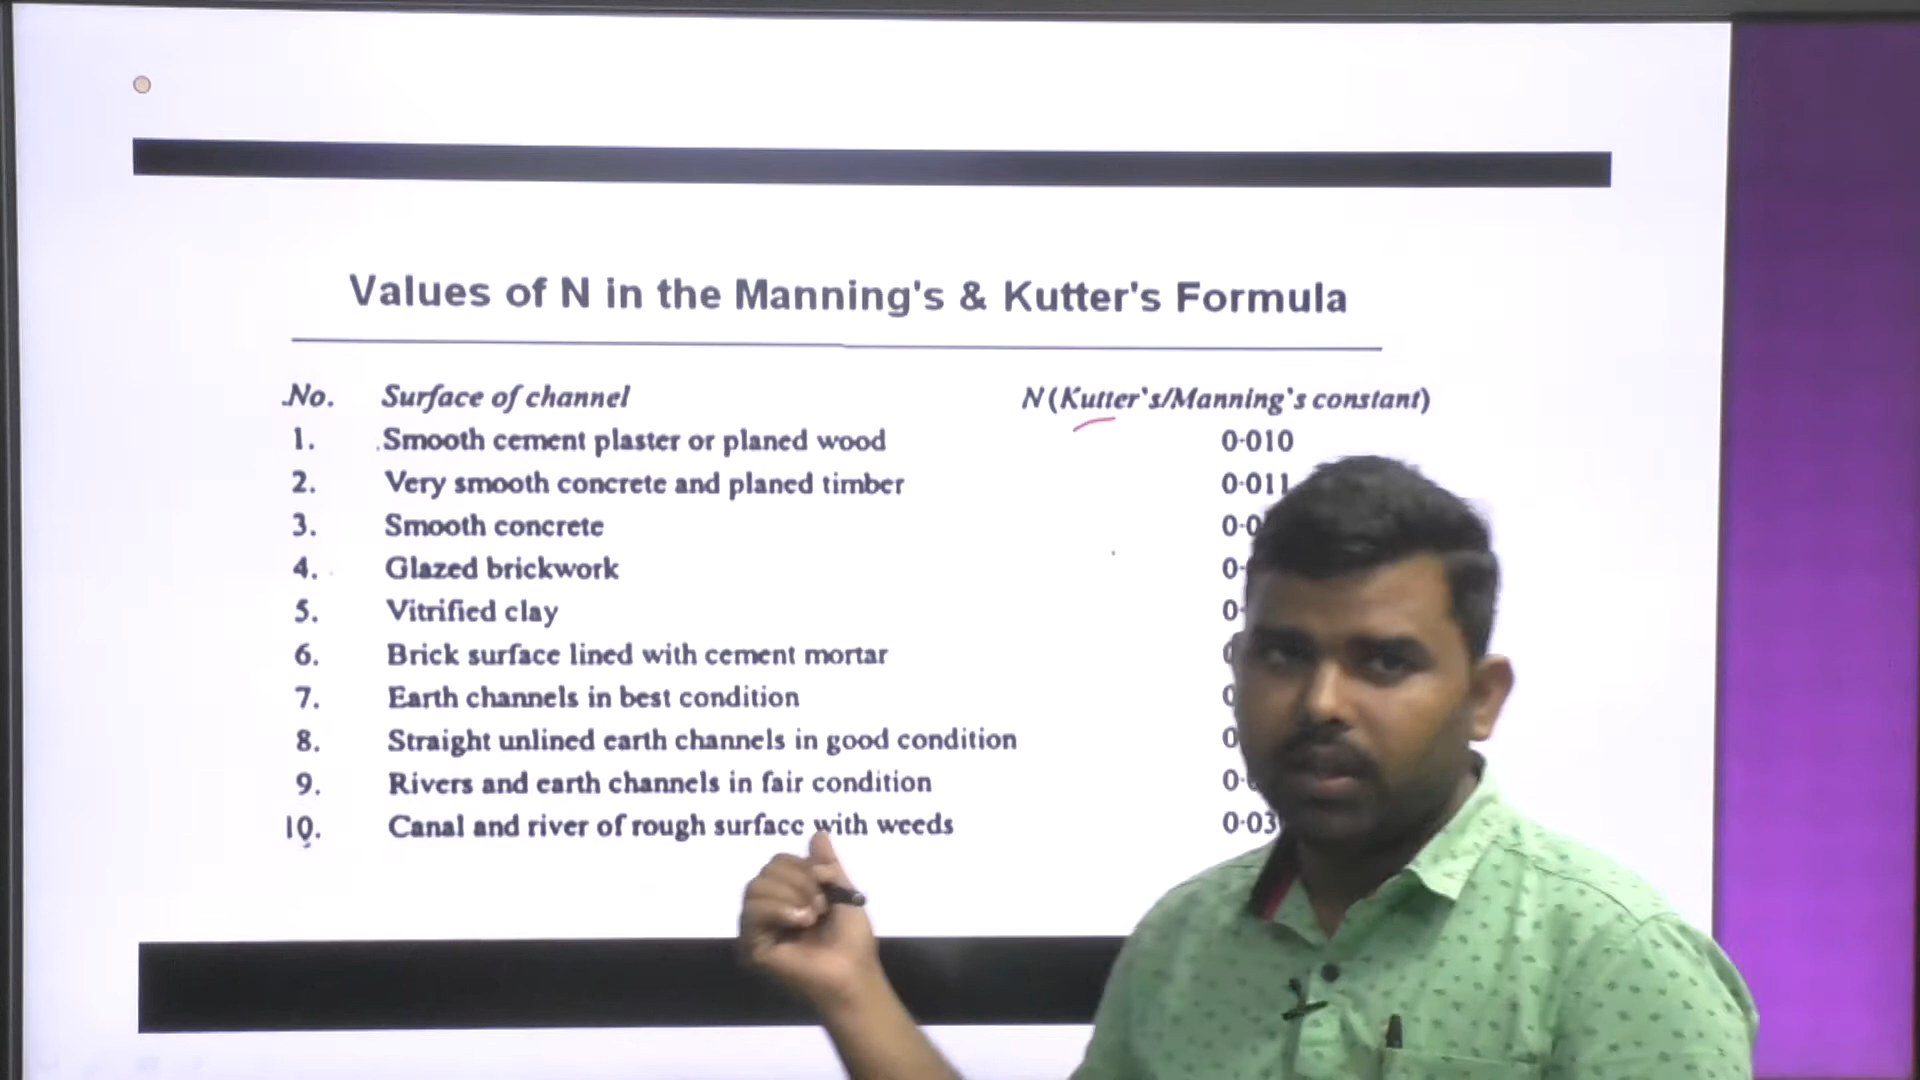 Values of N in the Manning's & Kutter's Formula
No. Surface of channel N (Kutter's/Manning's constant)
1. Smooth cement plaster or planed wood 0·010
2. Very smooth concrete and planed timber 0·011
3. Smooth concrete
4. Glazed brickwork
5. Vitrified clay
6. Brick surface lined with cement mortar
7. Earth channels in best condition
8. Straight unlined earth channels in good condition
9. Rivers and earth channels in fair condition
10. Canal and river of rough surface with weeds